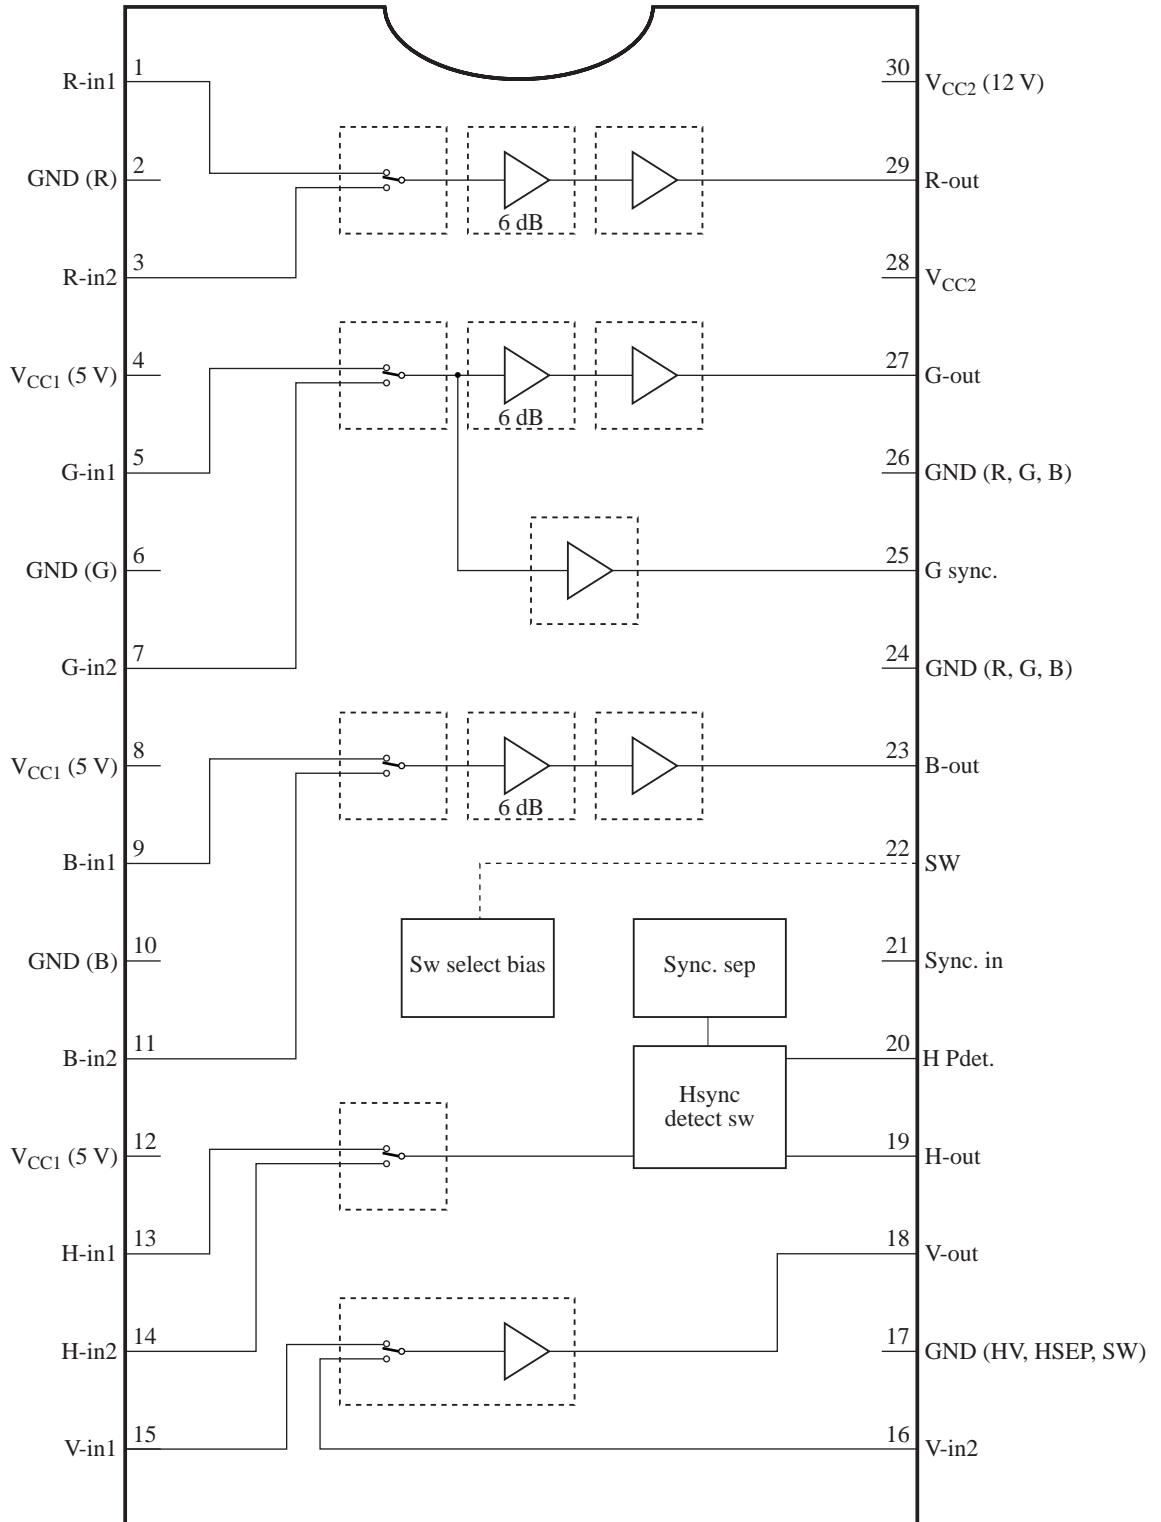 1
R-in1
30
VCC2 (12 V)
2
GND (R)
29
R-out
6 dB
3
R-in2
28
VCC2
4
VCC1 (5 V)
27
G-out
6 dB
5
G-in1
26
GND (R, G, B)
6
GND (G)
25
G sync.
7
G-in2
24
GND (R, G, B)
8
VCC1 (5 V)
23
B-out
6 dB
9
B-in1
22
SW
10
GND (B)
Sw select bias
Sync. sep
21
Sync. in
11
B-in2
20
H Pdet.
Hsync
detect sw
12
VCC1 (5 V)
19
H-out
13
H-in1
18
V-out
14
H-in2
17
GND (HV, HSEP, SW)
15
V-in1
16
V-in2